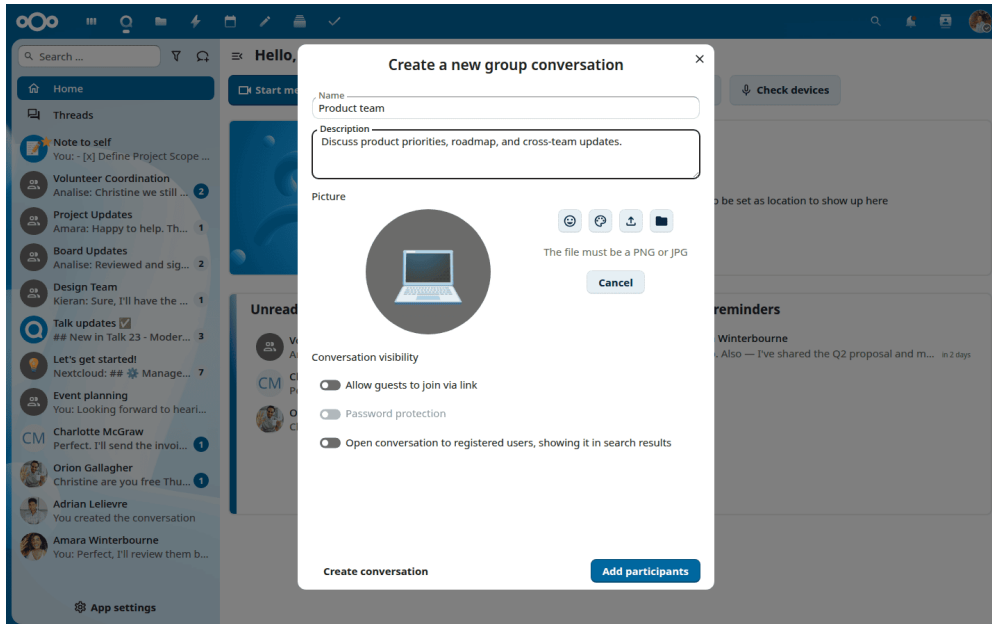 Search ...
Home
Threads
Note to self
You: - [x] Define Project Scope ...
Volunteer Coordination
Analise: Christine we still ... 2
Project Updates
Amara: Happy to help. Th... 1
Board Updates
Analise: Reviewed and sig... 2
Design Team
Kieran: Sure, I'll have the ... 1
Talk updates ✅
## New in Talk 23 - Moder... 3
Let's get started!
Nextcloud: ## ⚙️ Manage... 7
Event planning
You: Looking forward to heari...
CM
Charlotte McGraw
Perfect. I'll send the invoi... 1
Orion Gallagher
Christine are you free Thu... 1
Adrian Lelievre
You created the conversation
Amara Winterbourne
You: Perfect, I'll review them b...
App settings
Hello,
Start me
Check devices
o be set as location to show up here
Unread
CM
reminders
Winterbourne
. Also — I've shared the Q2 proposal and m... in 2 days
Create a new group conversation
Name
Product team
Description
Discuss product priorities, roadmap, and cross-team updates.
Picture
The file must be a PNG or JPG
Cancel
Conversation visibility
Allow guests to join via link
Password protection
Open conversation to registered users, showing it in search results
Create conversation
Add participants